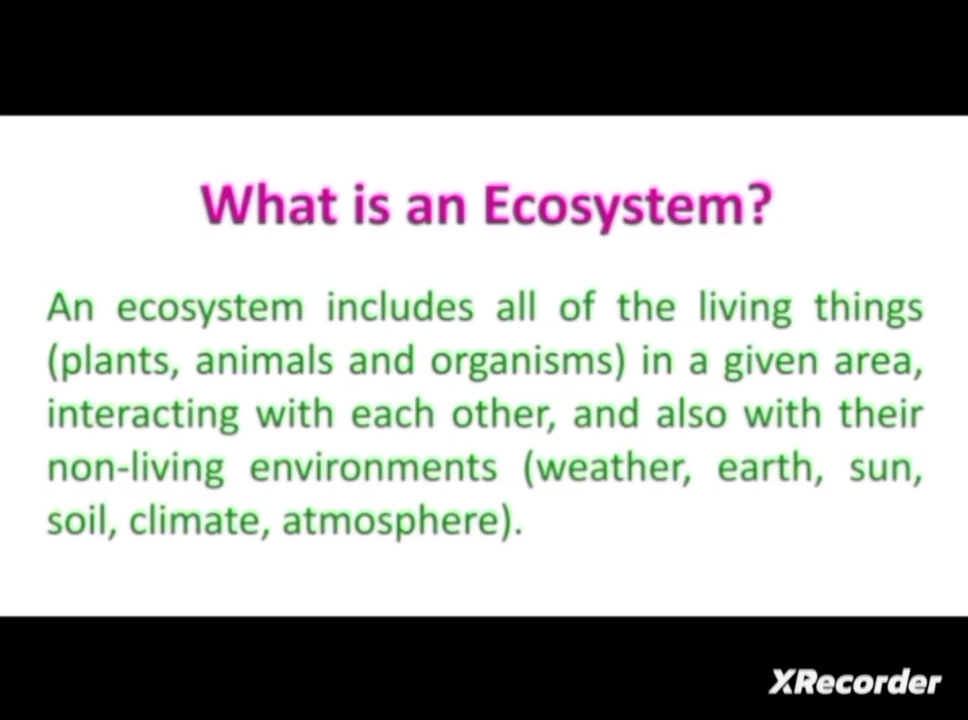 What is an Ecosystem?
An ecosystem includes all of the living things
(plants, animals and organisms) in a given area,
interacting with each other, and also with their
non-living environments (weather, earth, sun,
soil, climate, atmosphere).
XRecorder